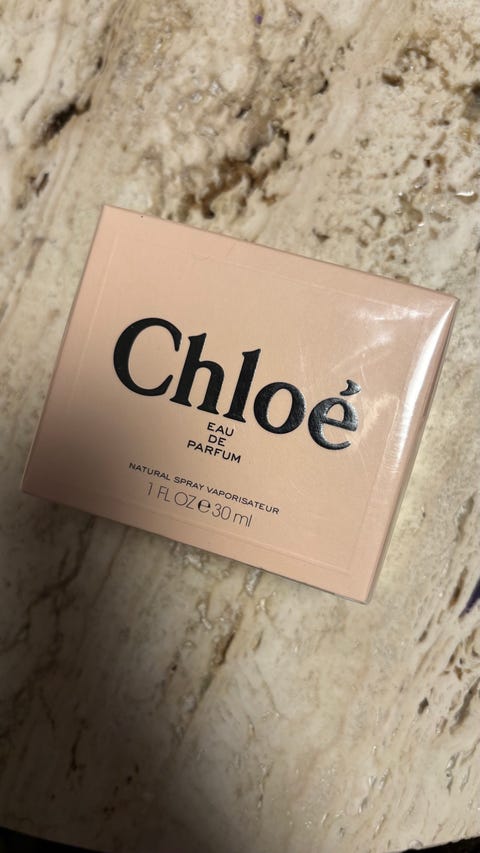 Chloé
EAU
DE
PARFUM
NATURAL SPRAY VAPORISATEUR
1 FL OZ ℮ 30 ml